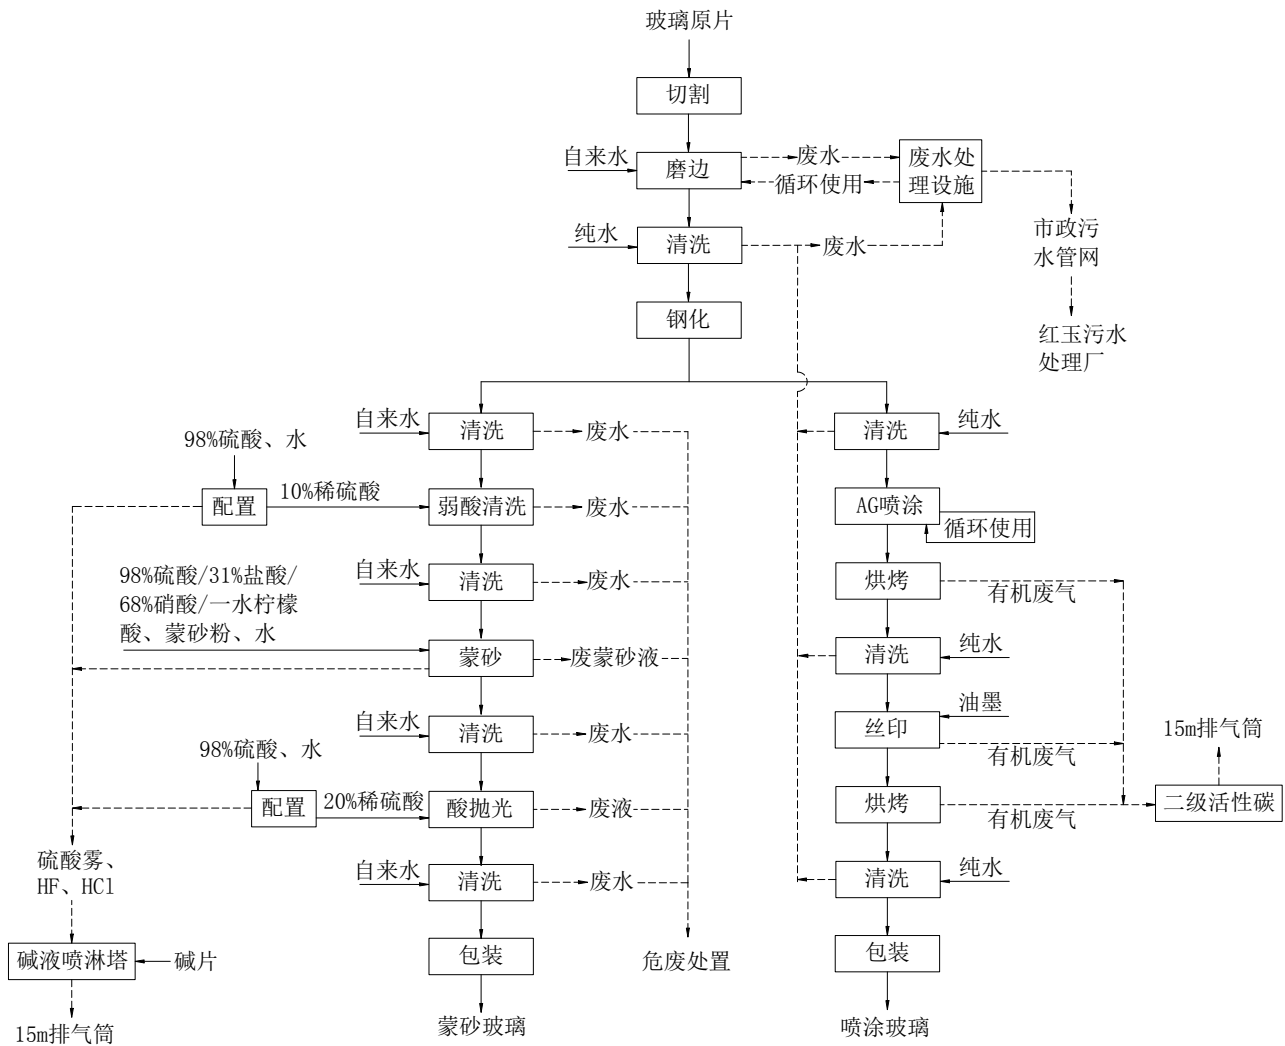 玻璃原片
切割
自来水
磨边
废水
循环使用
废水处
理设施
纯水
清洗
废水
市政污
水管网
钢化
红玉污水
处理厂
自来水
清洗
废水
98%硫酸、水
配置
10%稀硫酸
弱酸清洗
废水
自来水
清洗
废水
98%硫酸/31%盐酸/
68%硝酸/一水柠檬
酸、蒙砂粉、水
蒙砂
废蒙砂液
自来水
清洗
废水
98%硫酸、水
配置
20%稀硫酸
酸抛光
废液
自来水
清洗
废水
硫酸雾、
HF、HCl
碱液喷淋塔
碱片
15m排气筒
包装
蒙砂玻璃
危废处置
清洗
纯水
AG喷涂
循环使用
烘烤
有机废气
清洗
纯水
油墨
丝印
有机废气
烘烤
有机废气
15m排气筒
二级活性碳
清洗
纯水
包装
喷涂玻璃